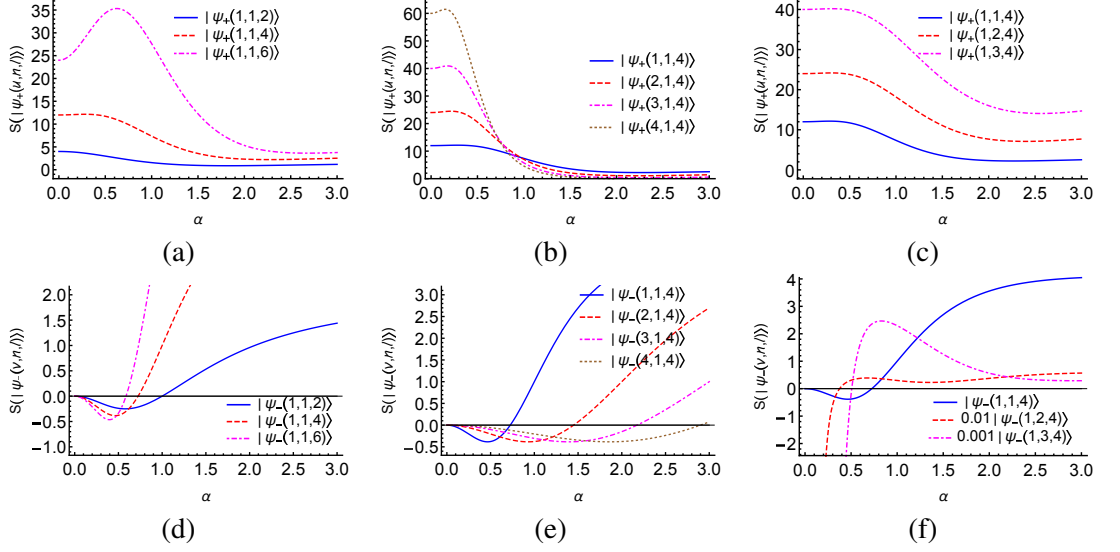 S(|ψ₊(u,n,l)⟩)
35
30
25
20
15
10
5
0
|ψ₊(1,1,2)⟩
|ψ₊(1,1,4)⟩
|ψ₊(1,1,6)⟩
0.0 0.5 1.0 1.5 2.0 2.5 3.0
α
(a)
S(|ψ₊(u,n,l)⟩)
60
50
40
30
20
10
0
|ψ₊(1,1,4)⟩
|ψ₊(2,1,4)⟩
|ψ₊(3,1,4)⟩
|ψ₊(4,1,4)⟩
0.0 0.5 1.0 1.5 2.0 2.5 3.0
α
(b)
S(|ψ₊(u,n,l)⟩)
40
30
20
10
0
|ψ₊(1,1,4)⟩
|ψ₊(1,2,4)⟩
|ψ₊(1,3,4)⟩
0.0 0.5 1.0 1.5 2.0 2.5 3.0
α
(c)
S(|ψ₋(v,n,l)⟩)
2.0
1.5
1.0
0.5
0.0
−0.5
−1.0
|ψ₋(1,1,2)⟩
|ψ₋(1,1,4)⟩
|ψ₋(1,1,6)⟩
0.0 0.5 1.0 1.5 2.0 2.5 3.0
α
(d)
S(|ψ₋(v,n,l)⟩)
3.0
2.5
2.0
1.5
1.0
0.5
0.0
−0.5
|ψ₋(1,1,4)⟩
|ψ₋(2,1,4)⟩
|ψ₋(3,1,4)⟩
|ψ₋(4,1,4)⟩
0.0 0.5 1.0 1.5 2.0 2.5 3.0
α
(e)
S(|ψ₋(v,n,l)⟩)
4
3
2
1
0
−1
−2
|ψ₋(1,1,4)⟩
0.01|ψ₋(1,2,4)⟩
0.001|ψ₋(1,3,4)⟩
0.0 0.5 1.0 1.5 2.0 2.5 3.0
α
(f)